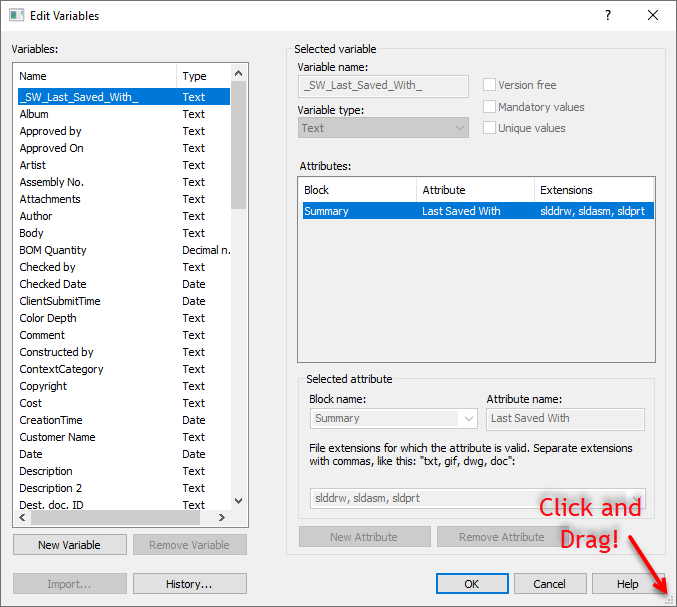 Edit Variables
?
Variables:
Name Type
_SW_Last_Saved_With_ Text
Album Text
Approved by Text
Approved On Text
Artist Text
Assembly No. Text
Attachments Text
Author Text
Body Text
BOM Quantity Decimal n.
Checked by Text
Checked Date Date
ClientSubmitTime Date
Color Depth Text
Comment Text
Constructed by Text
ContextCategory Text
Copyright Text
Cost Text
CreationTime Date
Customer Name Text
Date Date
Description Text
Description 2 Text
Dest. doc. ID Text
New Variable Remove Variable
Import... History...
Selected variable
Variable name:
_SW_Last_Saved_With_
Variable type:
Text
Version free
Mandatory values
Unique values
Attributes:
Block Attribute Extensions
Summary Last Saved With slddrw, sldasm, sldprt
Selected attribute
Block name: Attribute name:
Summary Last Saved With
File extensions for which the attribute is valid. Separate extensions
with commas, like this: "txt, gif, dwg, doc":
slddrw, sldasm, sldprt
New Attribute Remove Attribute
Click and
Drag!
OK Cancel Help